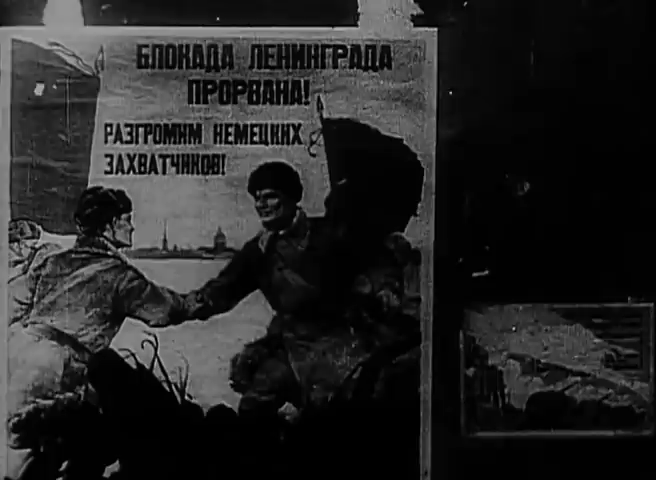 БЛОКАДА ЛЕНИНГРАДА
ПРОРВАНА!
РАЗГРОМИМ НЕМЕЦКИХ
ЗАХВАТЧИКОВ!